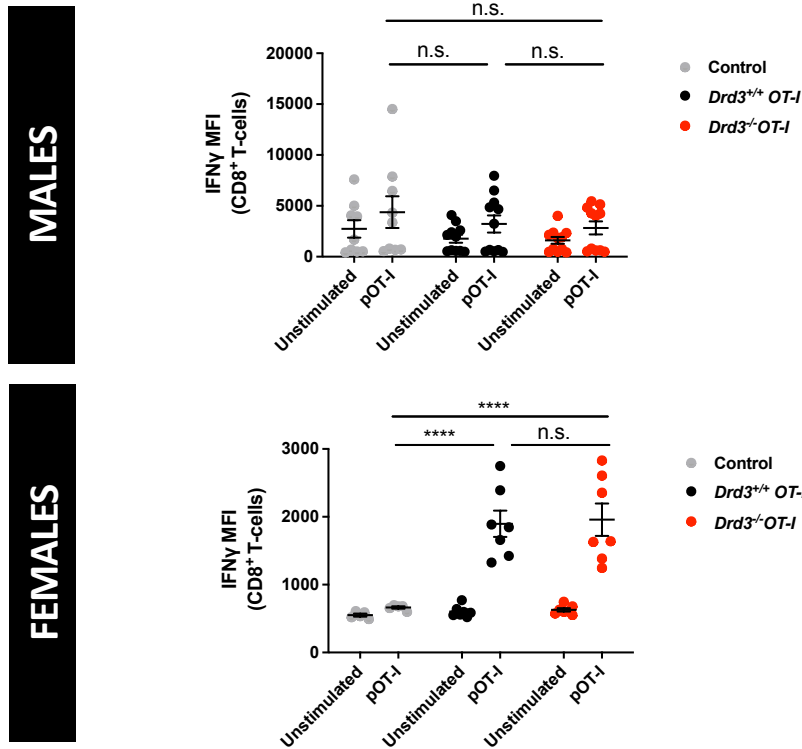 MALES
n.s.
n.s.
n.s.
20000
15000
10000
5000
0
IFNγ MFI
(CD8+ T-cells)
Unstimulated
pOT-I
Unstimulated
pOT-I
Unstimulated
pOT-I
Control
Drd3+/+ OT-I
Drd3-/-OT-I
FEMALES
****
****
n.s.
3000
2000
1000
0
IFNγ MFI
(CD8+ T-cells)
Unstimulated
pOT-I
Unstimulated
pOT-I
Unstimulated
pOT-I
Control
Drd3+/+ OT-
Drd3-/-OT-I